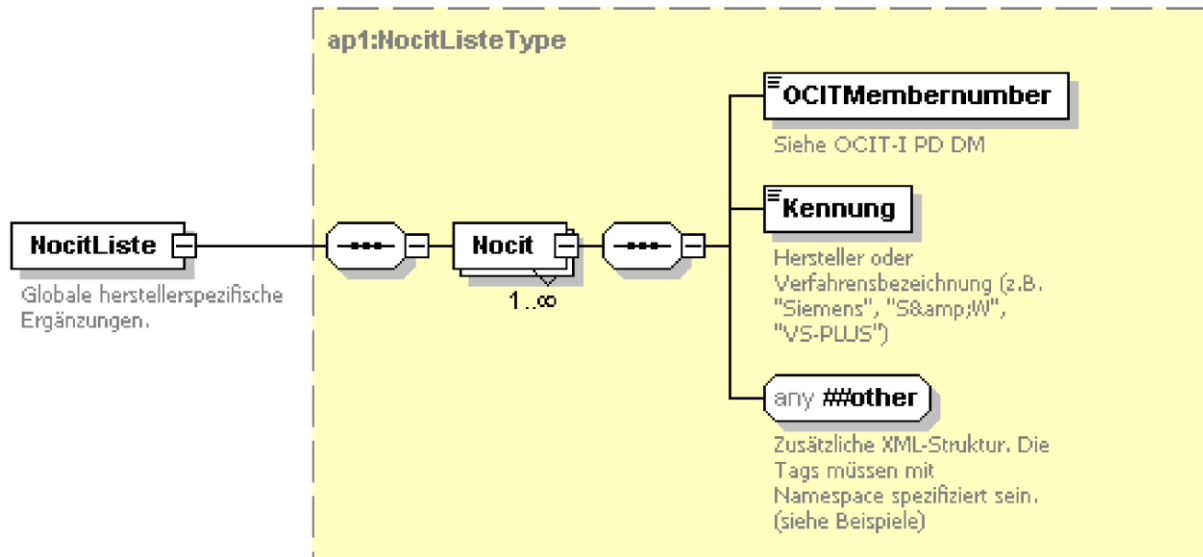 ap1:NocitListeType
OCITMembernumber
Siehe OCIT-I PD DM
Kennung
Hersteller oder
Verfahrensbezeichnung (z.B.
"Siemens", "S&amp;W",
"VS-PLUS")
NocitListe
Globale herstellerspezifische
Ergänzungen.
Nocit
1..∞
any ##other
Zusätzliche XML-Struktur. Die
Tags müssen mit
Namespace spezifiziert sein.
(siehe Beispiele)